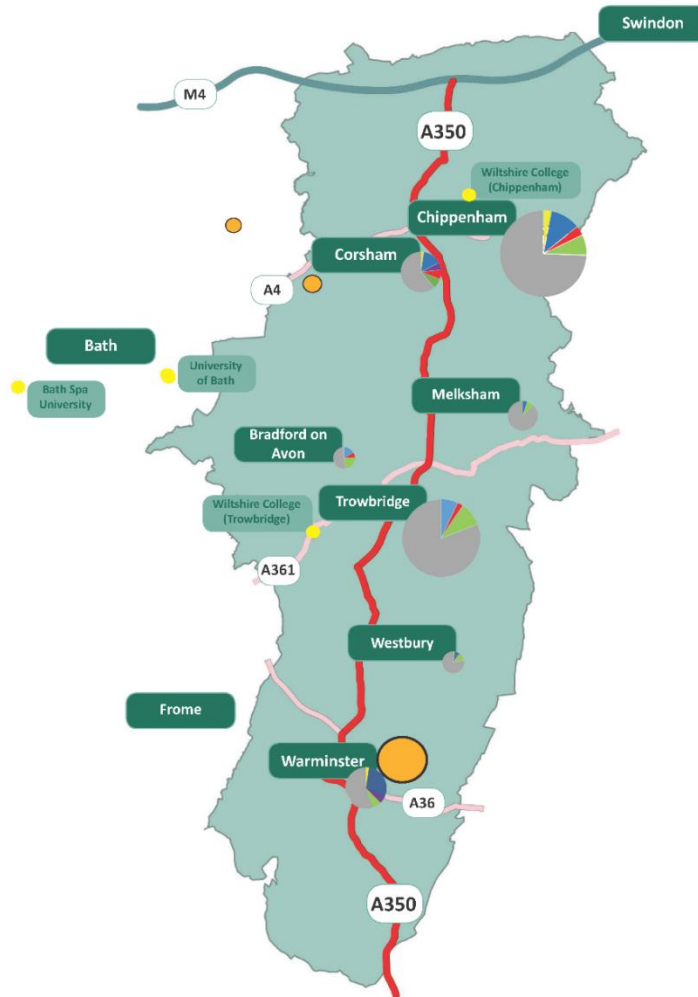 Swindon
M4
A350
Wiltshire College
(Chippenham)
Chippenham
Corsham
A4
Bath
University
of Bath
Bath Spa
University
Melksham
Bradford on
Avon
Trowbridge
Wiltshire College
(Trowbridge)
A361
Westbury
Frome
Warminster
A36
A350